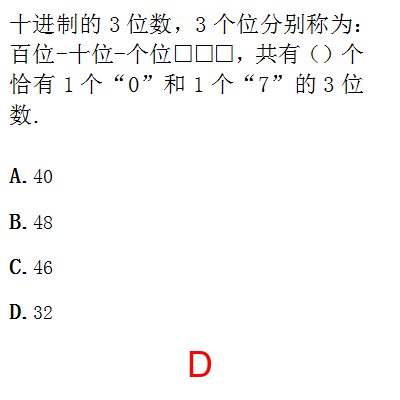 十进制的 3 位数，3 个位分别称为：
百位-十位-个位□□□，共有（）个
恰有 1 个“0”和 1 个“7”的 3 位
数.
A. 40
B. 48
C. 46
D. 32
D